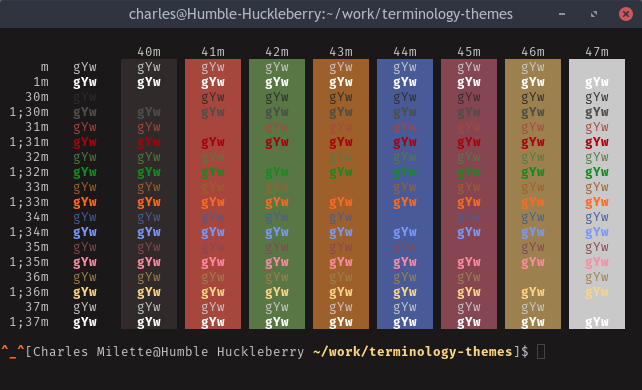 charles@Humble-Huckleberry:~/work/terminology-themes
40m 41m 42m 43m 44m 45m 46m 47m
m gYw gYw gYw gYw gYw gYw gYw gYw gYw
1m gYw gYw gYw gYw gYw gYw gYw gYw gYw
30m gYw gYw gYw gYw gYw gYw gYw gYw gYw
1;30m gYw gYw gYw gYw gYw gYw gYw gYw gYw
31m gYw gYw gYw gYw gYw gYw gYw gYw gYw
1;31m gYw gYw gYw gYw gYw gYw gYw gYw gYw
32m gYw gYw gYw gYw gYw gYw gYw gYw gYw
1;32m gYw gYw gYw gYw gYw gYw gYw gYw gYw
33m gYw gYw gYw gYw gYw gYw gYw gYw gYw
1;33m gYw gYw gYw gYw gYw gYw gYw gYw gYw
34m gYw gYw gYw gYw gYw gYw gYw gYw gYw
1;34m gYw gYw gYw gYw gYw gYw gYw gYw gYw
35m gYw gYw gYw gYw gYw gYw gYw gYw gYw
1;35m gYw gYw gYw gYw gYw gYw gYw gYw gYw
36m gYw gYw gYw gYw gYw gYw gYw gYw gYw
1;36m gYw gYw gYw gYw gYw gYw gYw gYw gYw
37m gYw gYw gYw gYw gYw gYw gYw gYw gYw
1;37m gYw gYw gYw gYw gYw gYw gYw gYw gYw
^_^[Charles Milette@Humble Huckleberry ~/work/terminology-themes]$